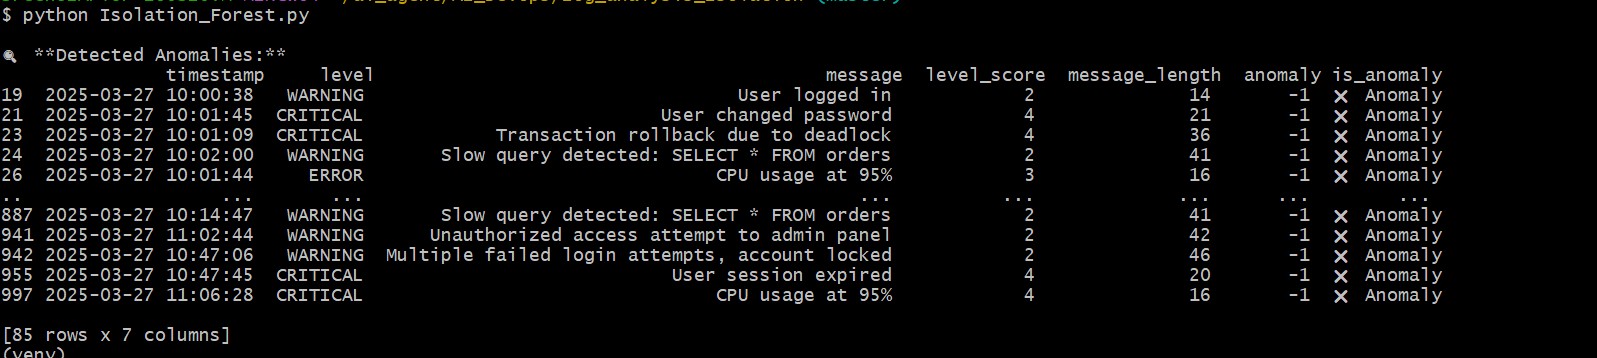 $ python Isolation_Forest.py
🔍 **Detected Anomalies:**
timestamp level message level_score message_length anomaly is_anomaly
19 2025-03-27 10:00:38 WARNING User logged in 2 14 -1 ❌ Anomaly
21 2025-03-27 10:01:45 CRITICAL User changed password 4 21 -1 ❌ Anomaly
23 2025-03-27 10:01:09 CRITICAL Transaction rollback due to deadlock 4 36 -1 ❌ Anomaly
24 2025-03-27 10:02:00 WARNING Slow query detected: SELECT * FROM orders 2 41 -1 ❌ Anomaly
26 2025-03-27 10:01:44 ERROR CPU usage at 95% 3 16 -1 ❌ Anomaly
.. ... ... ... ... ... ... ...
887 2025-03-27 10:14:47 WARNING Slow query detected: SELECT * FROM orders 2 41 -1 ❌ Anomaly
941 2025-03-27 11:02:44 WARNING Unauthorized access attempt to admin panel 2 42 -1 ❌ Anomaly
942 2025-03-27 10:47:06 WARNING Multiple failed login attempts, account locked 2 46 -1 ❌ Anomaly
955 2025-03-27 10:47:45 CRITICAL User session expired 4 20 -1 ❌ Anomaly
997 2025-03-27 11:06:28 CRITICAL CPU usage at 95% 4 16 -1 ❌ Anomaly
[85 rows x 7 columns]
(venv)